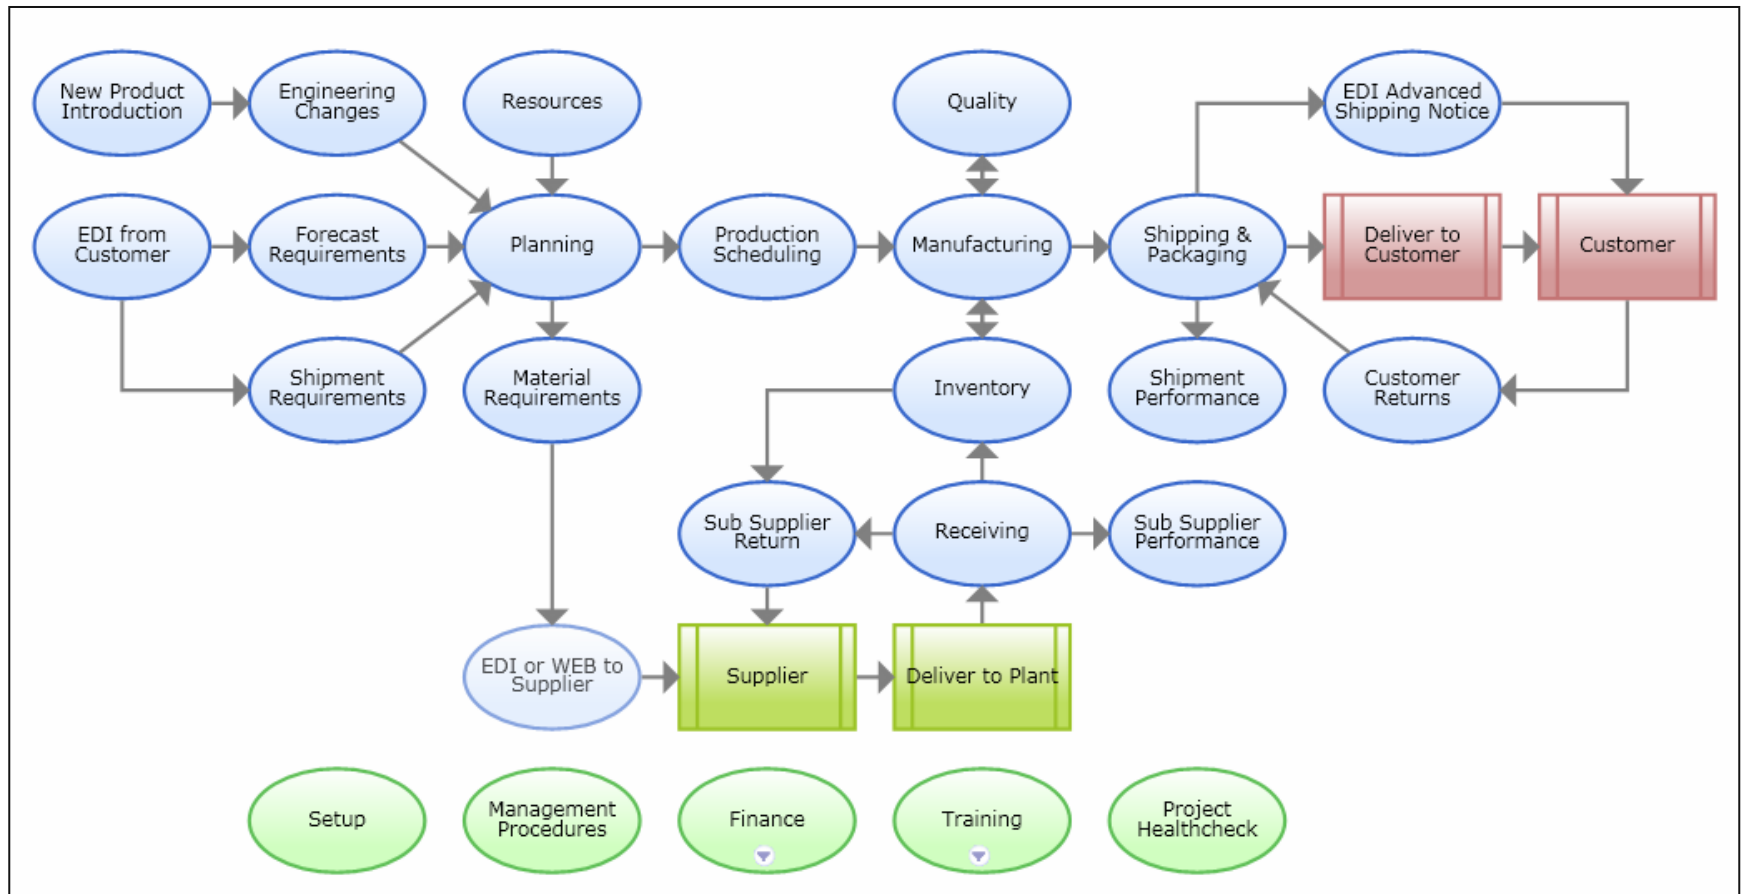 New Product
Introduction
Engineering
Changes
Resources
Quality
EDI Advanced
Shipping Notice
EDI from
Customer
Forecast
Requirements
Planning
Production
Scheduling
Manufacturing
Shipping &
Packaging
Deliver to
Customer
Customer
Shipment
Requirements
Material
Requirements
Inventory
Shipment
Performance
Customer
Returns
Sub Supplier
Return
Receiving
Sub Supplier
Performance
EDI or WEB to
Supplier
Supplier
Deliver to Plant
Setup
Management
Procedures
Finance
Training
Project
Healthcheck